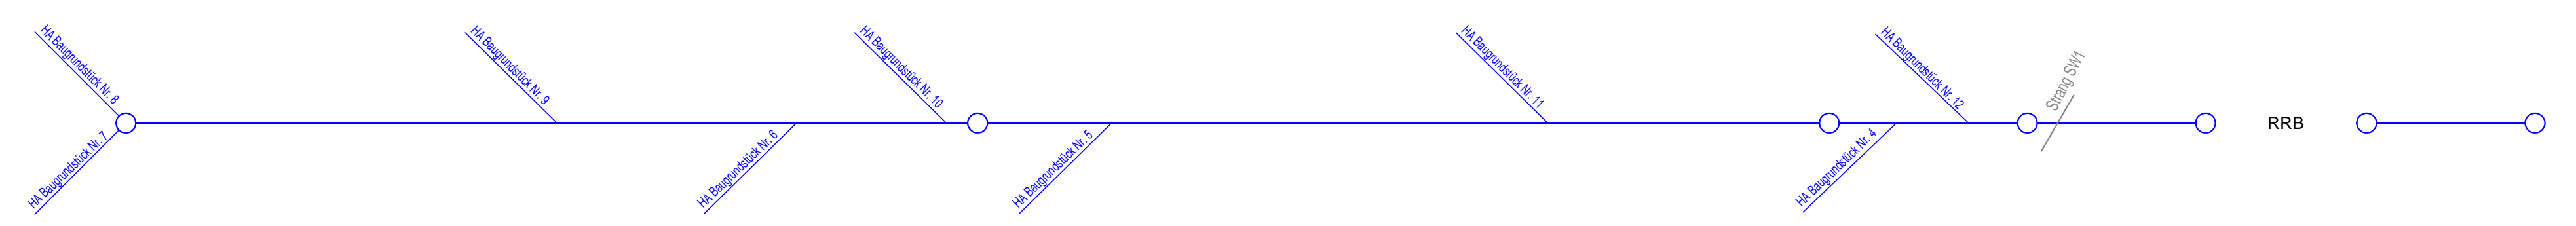 HA Baugrundstück Nr. 8
HA Baugrundstück Nr. 7
HA Baugrundstück Nr. 9
HA Baugrundstück Nr. 6
HA Baugrundstück Nr. 10
HA Baugrundstück Nr. 5
HA Baugrundstück Nr. 11
HA Baugrundstück Nr. 4
HA Baugrundstück Nr. 12
Strang SW1
RRB